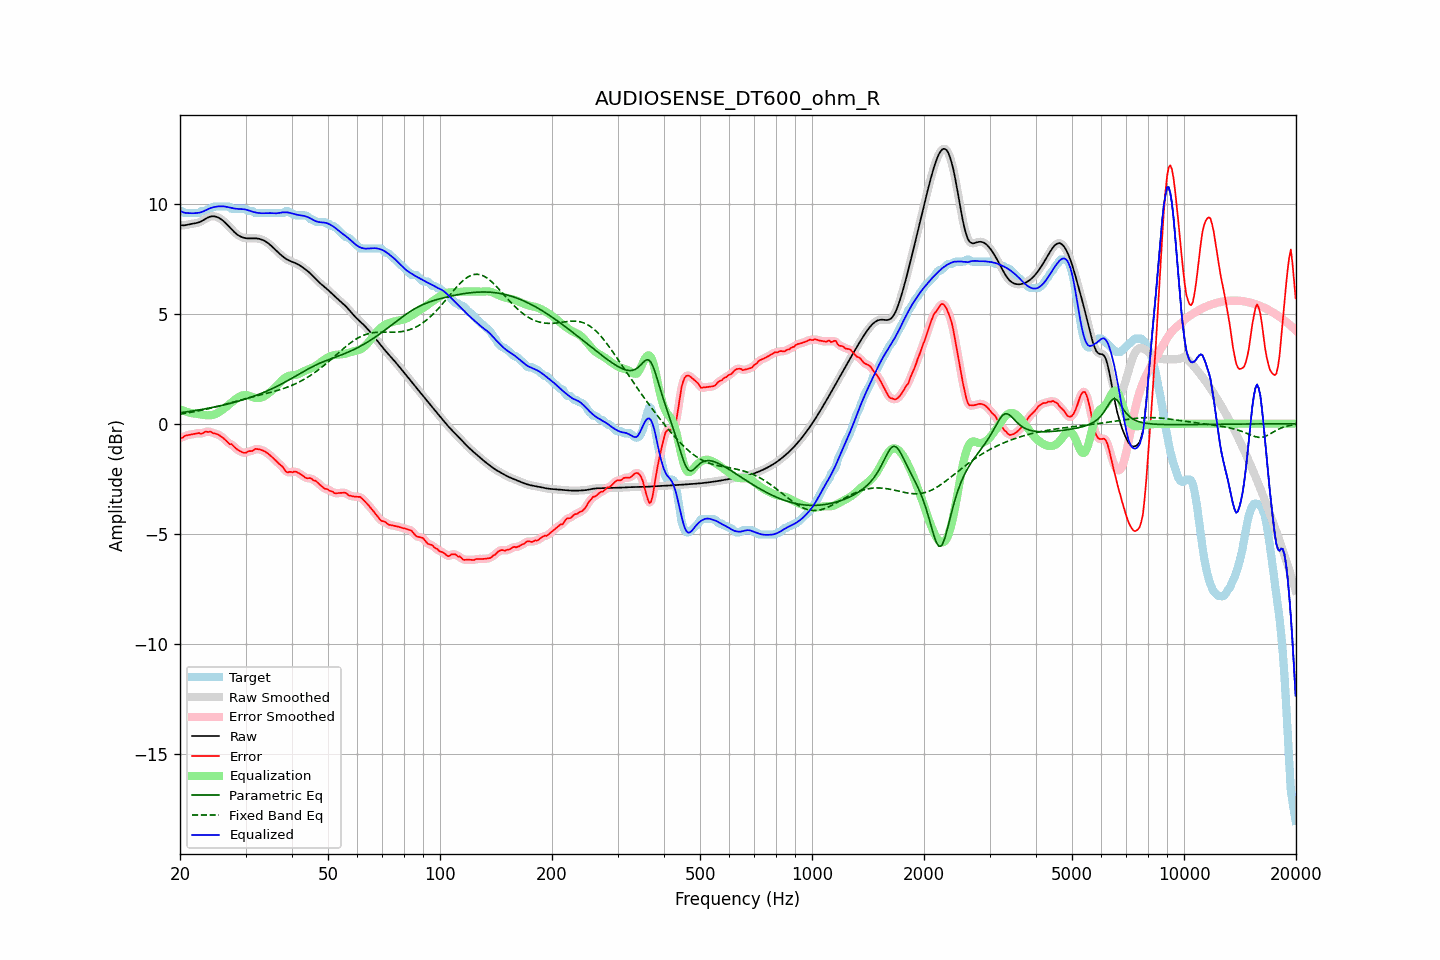 AUDIOSENSE_DT600_ohm_R
Amplitude (dBr)
10
5
0
−5
−10
−15
Target
Raw Smoothed
Error Smoothed
Raw
Error
Equalization
Parametric Eq
Fixed Band Eq
Equalized
20 50 100 200 500 1000 2000 5000 10000 20000
Frequency (Hz)